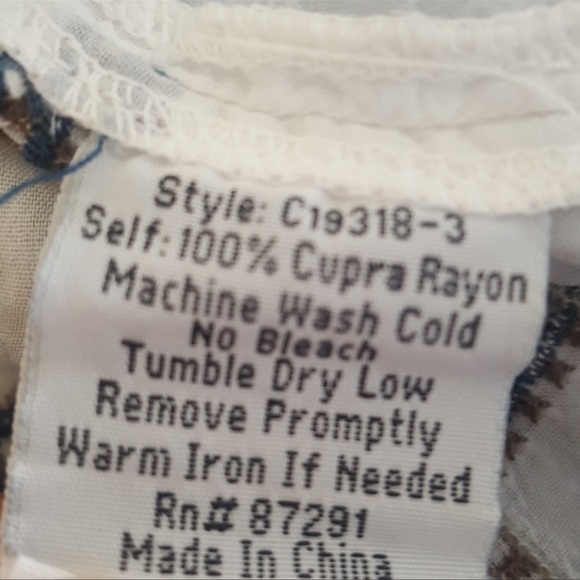 Style: C19318-3
Self: 100% Cupra Rayon
Machine Wash Cold
No Bleach
Tumble Dry Low
Remove Promptly
Warm Iron If Needed
Rn# 87291
Made In China